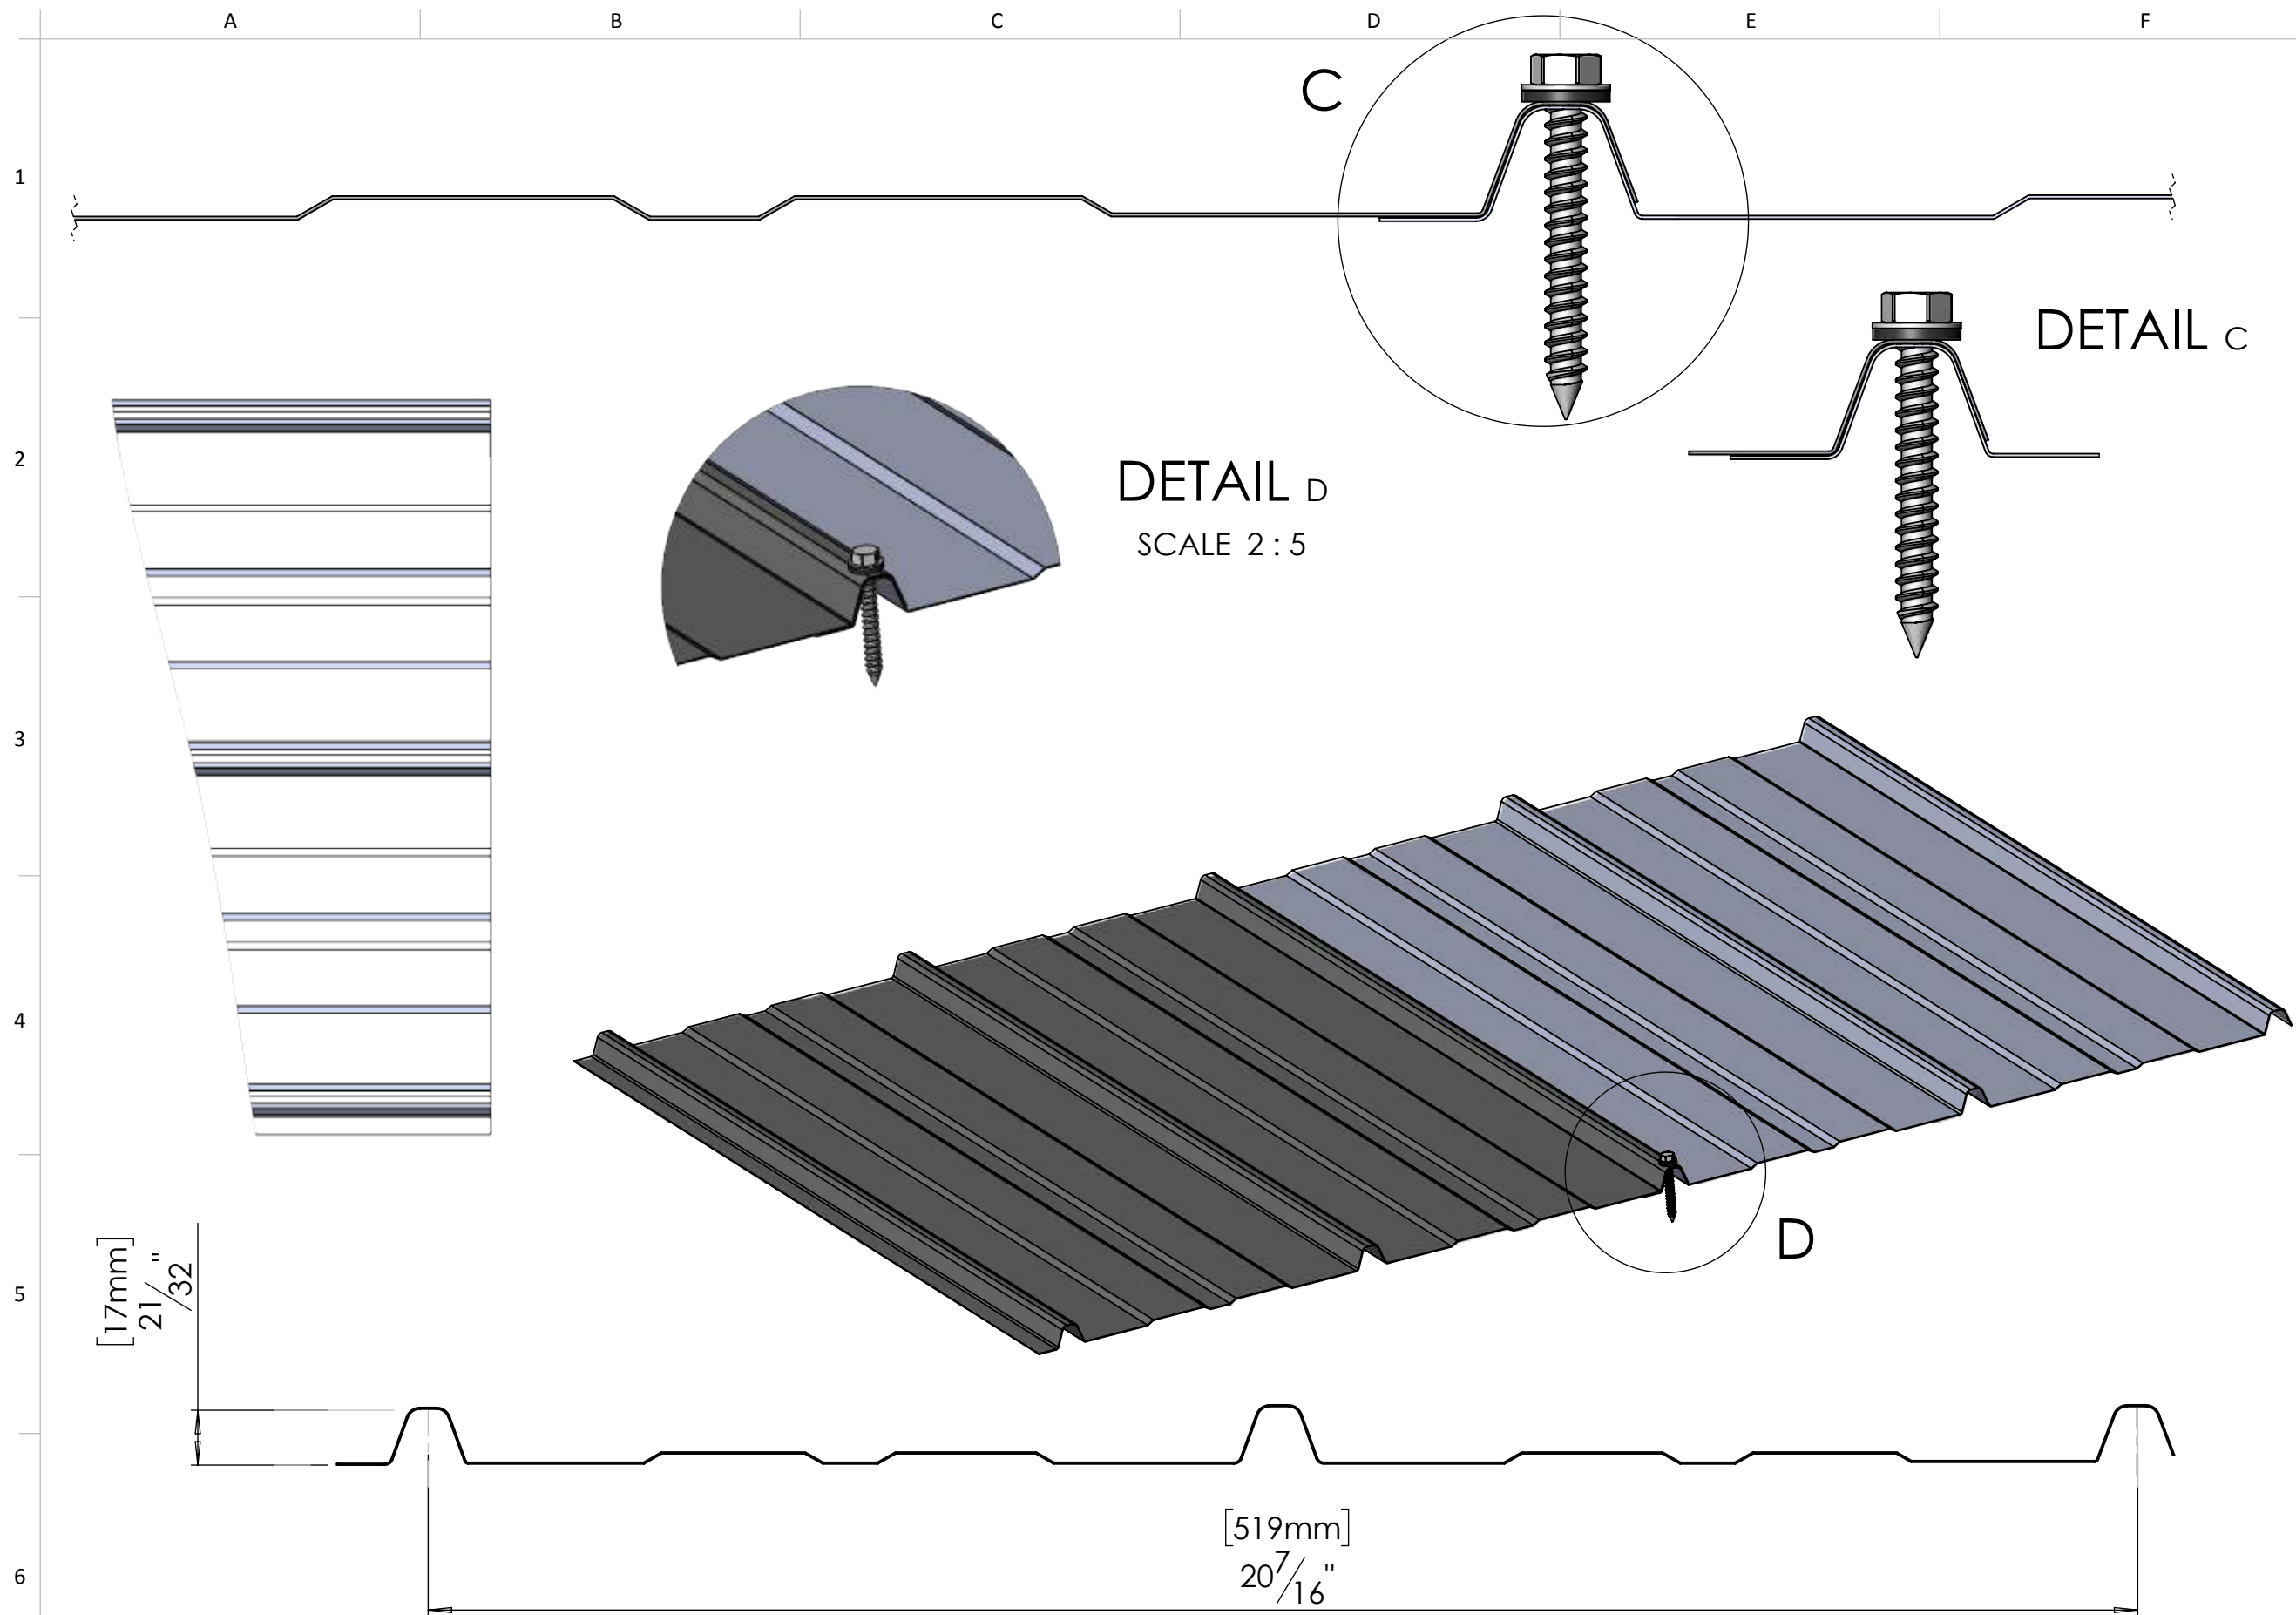 A B C D E F
C
1
DETAIL C
2
DETAIL D
SCALE 2 : 5
3
4
D
[17mm]
21/32"
5
[519mm]
20 7/16"
6